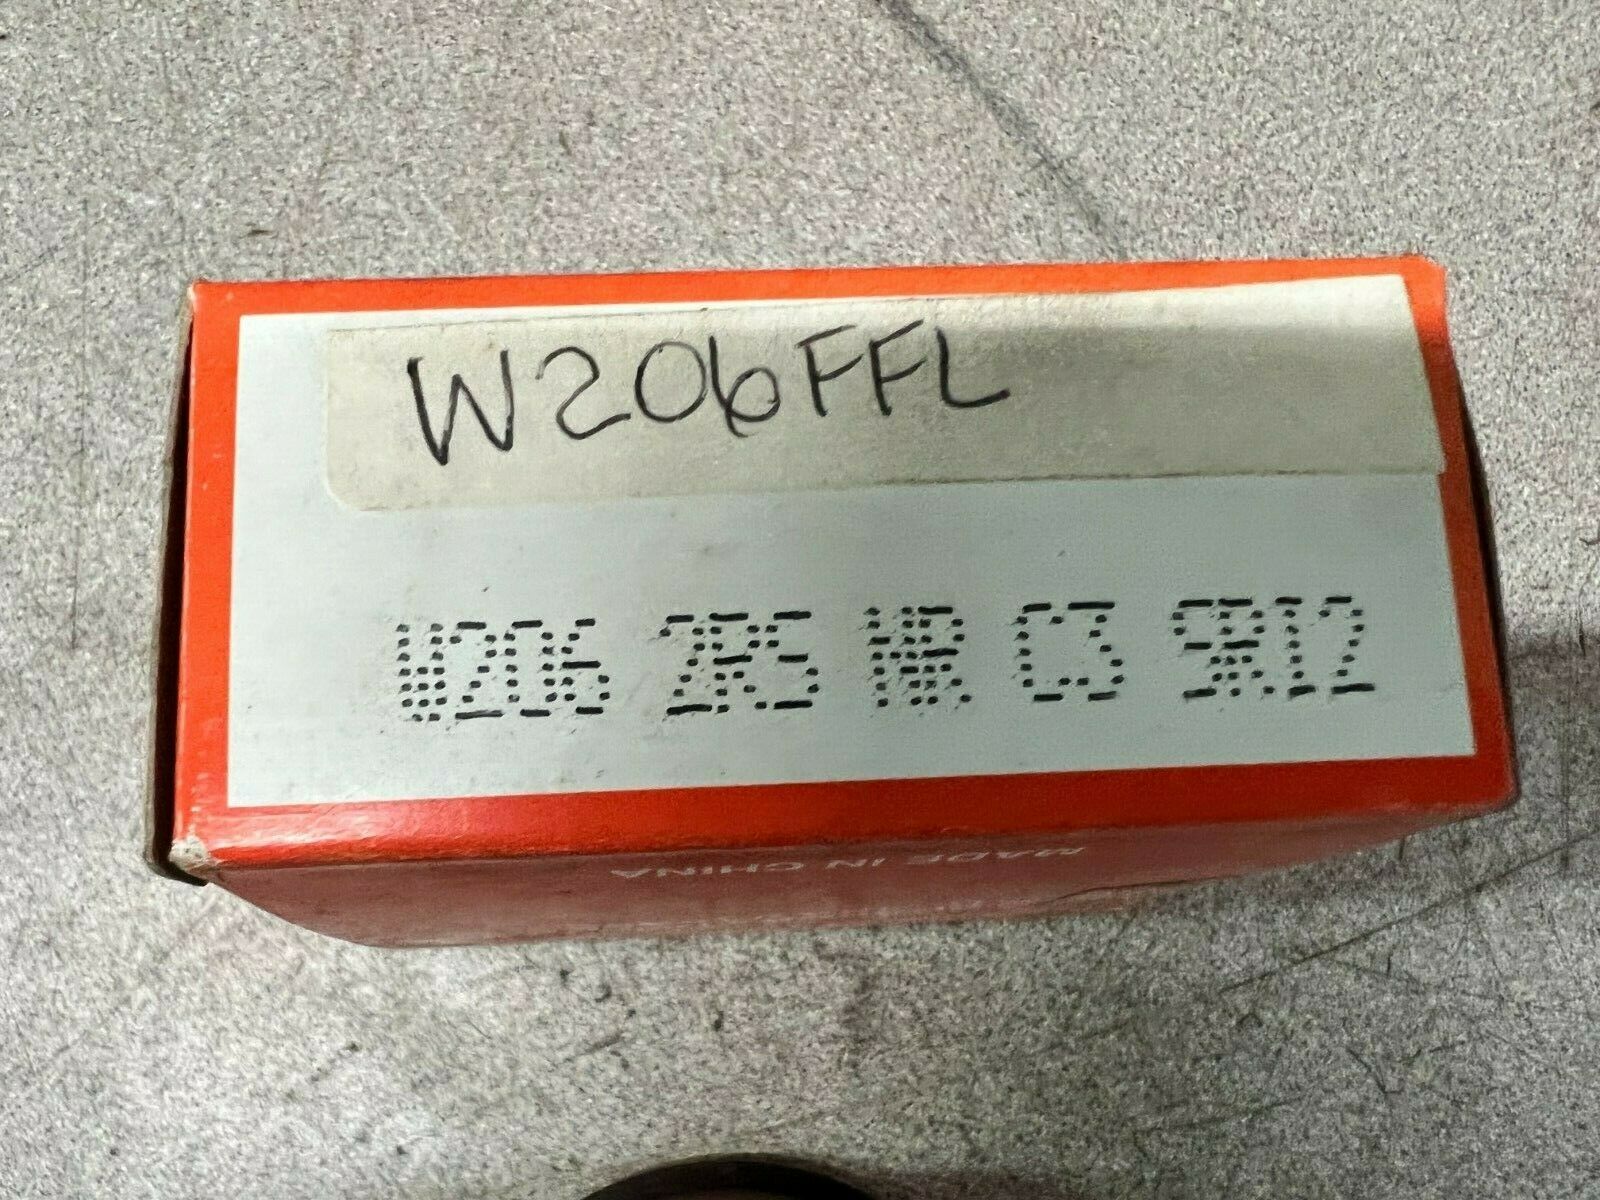 W206FFL
W206 2RS NR C3 SRI2
MADE IN CHINA